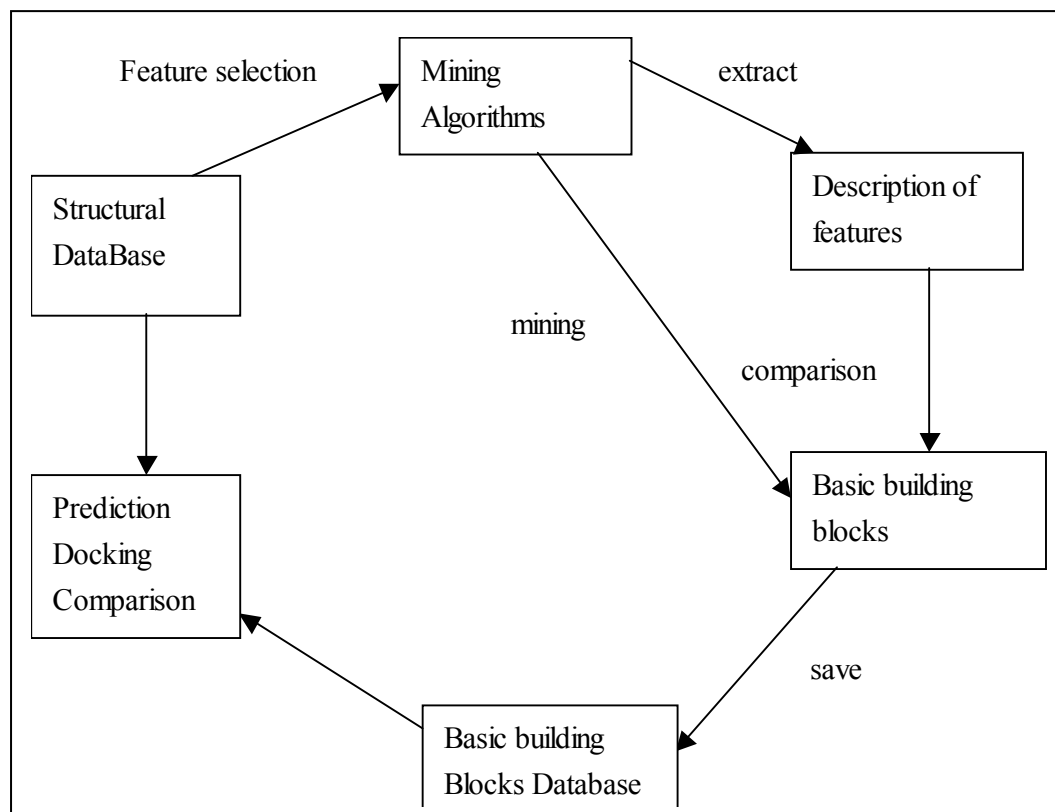 Feature selection
Mining
Algorithms
extract
Structural
DataBase
Description of
features
mining
comparison
Prediction
Docking
Comparison
Basic building
blocks
save
Basic building
Blocks Database